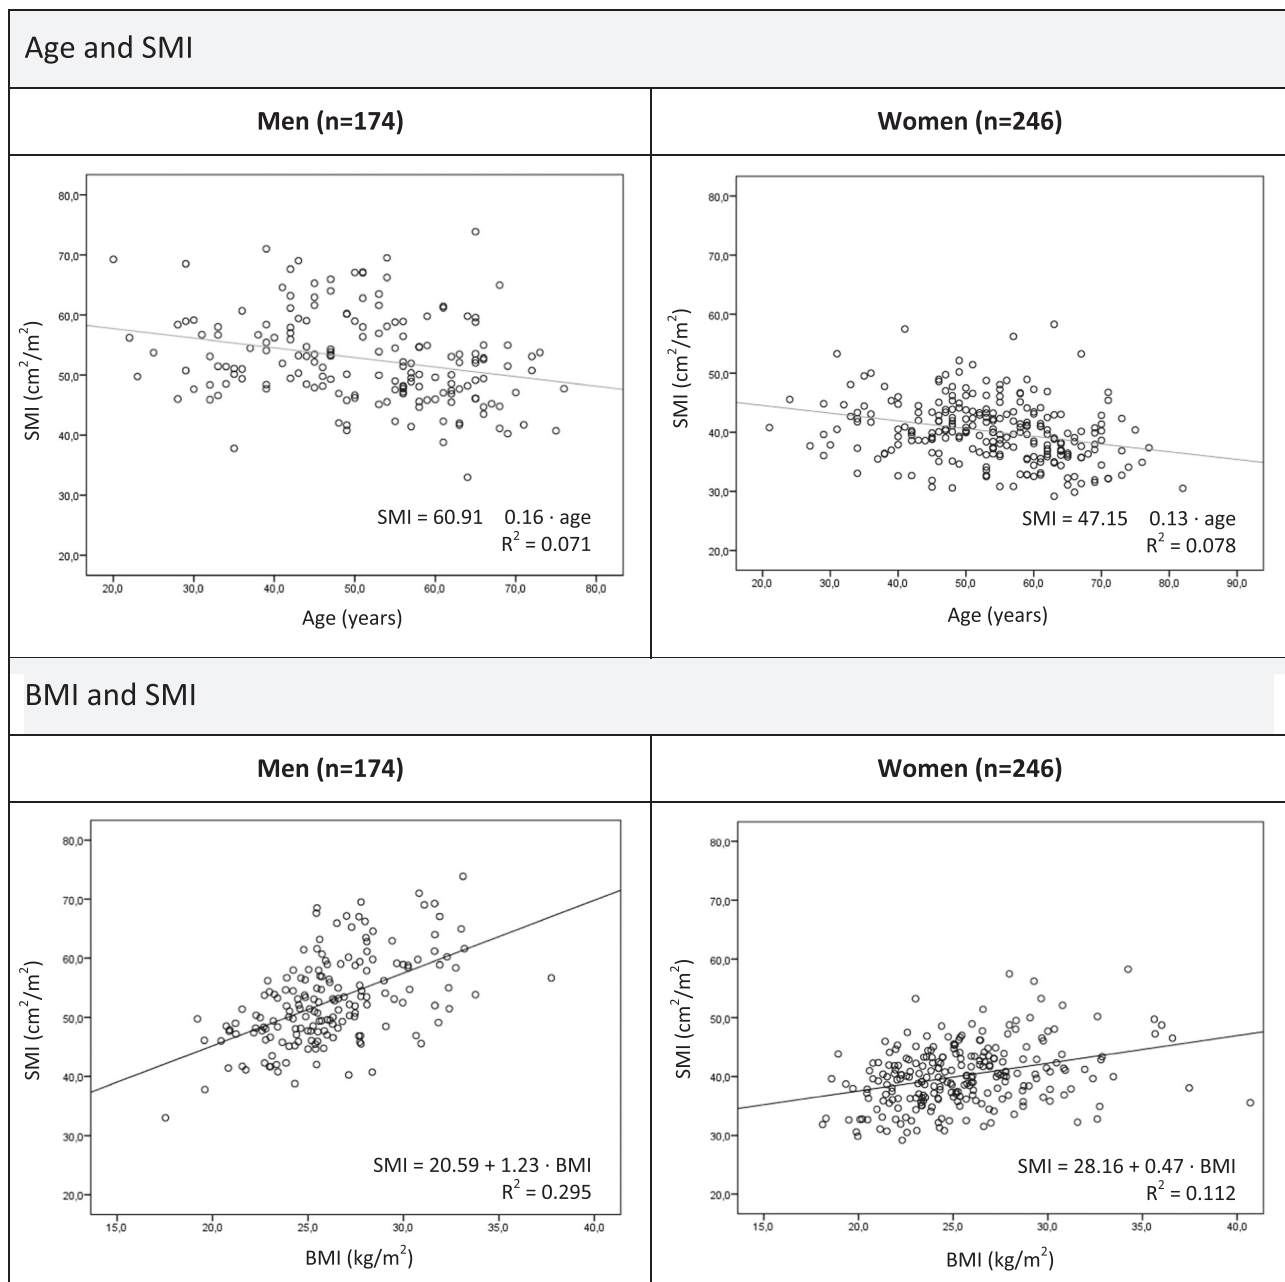 Age and SMI
Men (n=174)
Women (n=246)
80,0
70,0
60,0
50,0
40,0
30,0
20,0
SMI (cm²/m²)
SMI = 60.91 0.16 · age
R² = 0.071
20,0 30,0 40,0 50,0 60,0 70,0 80,0
Age (years)
80,0
70,0
60,0
50,0
40,0
30,0
20,0
SMI (cm²/m²)
SMI = 47.15 0.13 · age
R² = 0.078
20,0 30,0 40,0 50,0 60,0 70,0 80,0 90,0
Age (years)
BMI and SMI
Men (n=174)
Women (n=246)
80,0
70,0
60,0
50,0
40,0
30,0
20,0
SMI (cm²/m²)
SMI = 20.59 + 1.23 · BMI
R² = 0.295
15,0 20,0 25,0 30,0 35,0 40,0
BMI (kg/m²)
80,0
70,0
60,0
50,0
40,0
30,0
20,0
SMI (cm²/m²)
SMI = 28.16 + 0.47 · BMI
R² = 0.112
15,0 20,0 25,0 30,0 35,0 40,0
BMI (kg/m²)